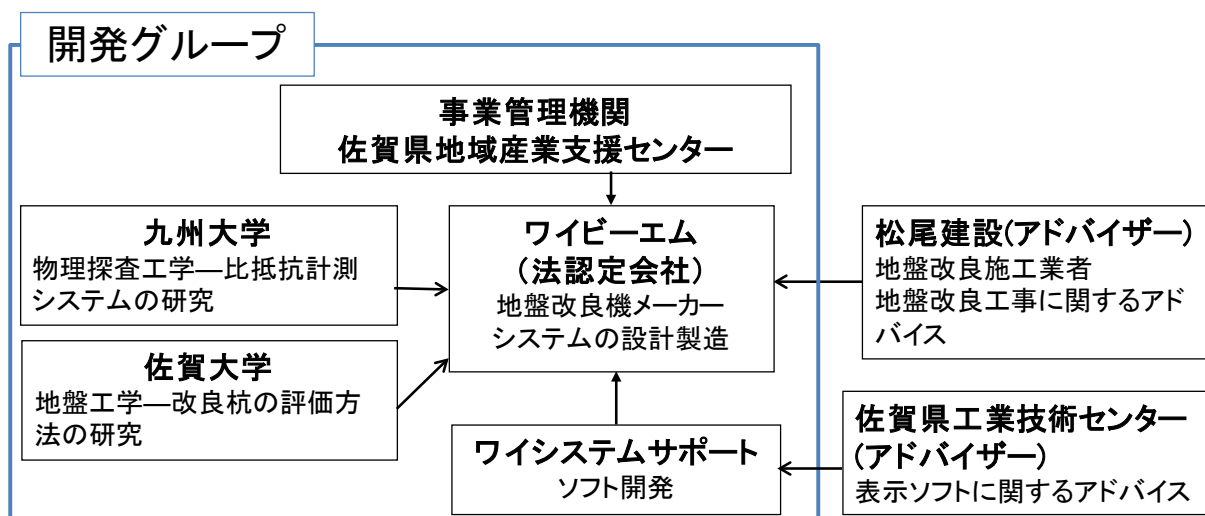 開発グループ
事業管理機関
佐賀県地域産業支援センター
九州大学
物理探査工学―比抵抗計測
システムの研究
ワイビーエム
（法認定会社）
地盤改良機メーカー
システムの設計製造
松尾建設(アドバイザー)
地盤改良施工業者
地盤改良工事に関するアド
バイス
佐賀大学
地盤工学―改良杭の評価方
法の研究
ワイシステムサポート
ソフト開発
佐賀県工業技術センター
(アドバイザー)
表示ソフトに関するアドバイス